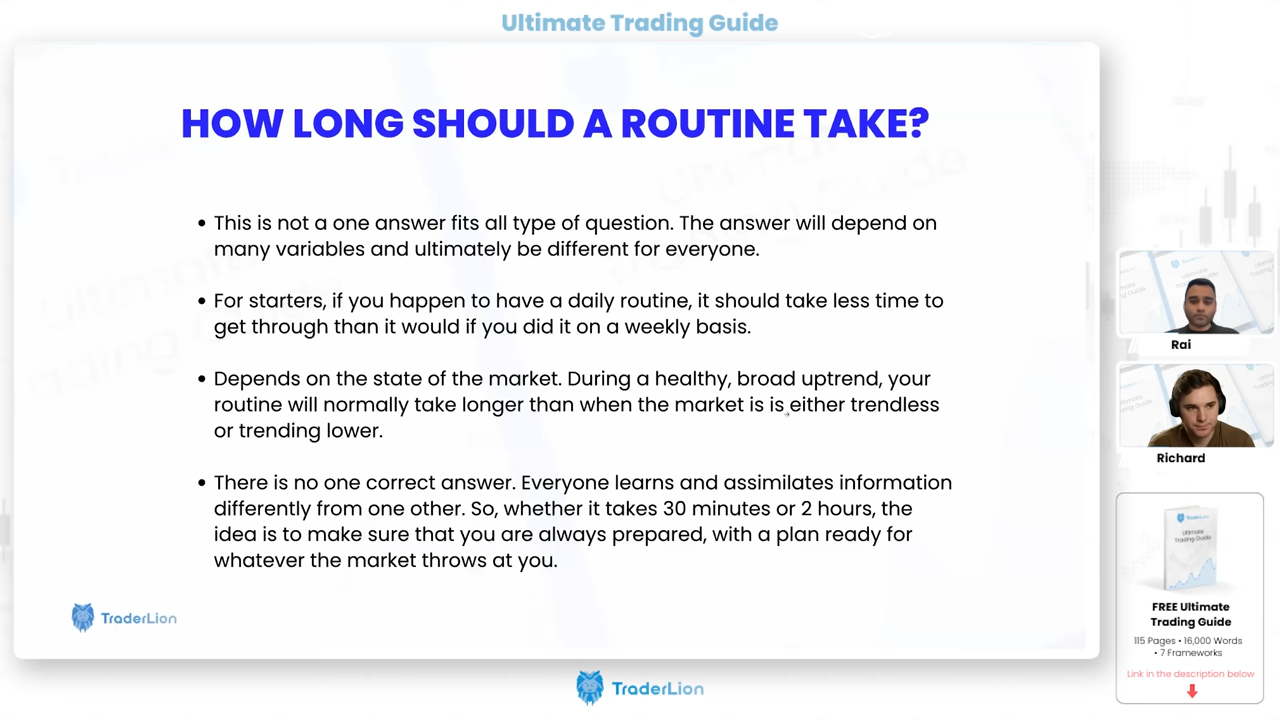 Ultimate Trading Guide
HOW LONG SHOULD A ROUTINE TAKE?
• This is not a one answer fits all type of question. The answer will depend on
many variables and ultimately be different for everyone.
• For starters, if you happen to have a daily routine, it should take less time to
get through than it would if you did it on a weekly basis.
• Depends on the state of the market. During a healthy, broad uptrend, your
routine will normally take longer than when the market is is either trendless
or trending lower.
• There is no one correct answer. Everyone learns and assimilates information
differently from one other. So, whether it takes 30 minutes or 2 hours, the
idea is to make sure that you are always prepared, with a plan ready for
whatever the market throws at you.
TraderLion
TraderLion
Rai
Richard
Ultimate
Trading Guide
FREE Ultimate
Trading Guide
115 Pages • 16,000 Words
• 7 Frameworks
Link in the description below